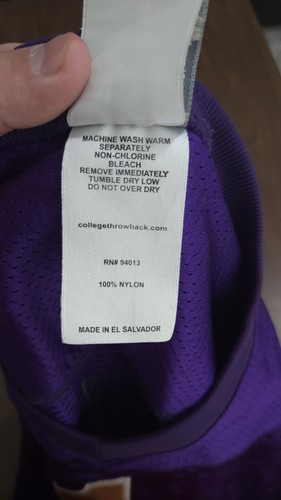 MACHINE WASH WARM
SEPARATELY
NON-CHLORINE
BLEACH
REMOVE IMMEDIATELY
TUMBLE DRY LOW
DO NOT OVER DRY
collegethrowback.com
RN# 94013
100% NYLON
MADE IN EL SALVADOR